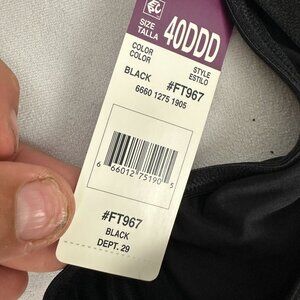 SIZE
TALLA
40DDD
COLOR
COLOR
STYLE
ESTILO
BLACK
#FT967
6660 1275 1905
6 66012 75190 5
#FT967
BLACK
DEPT. 29